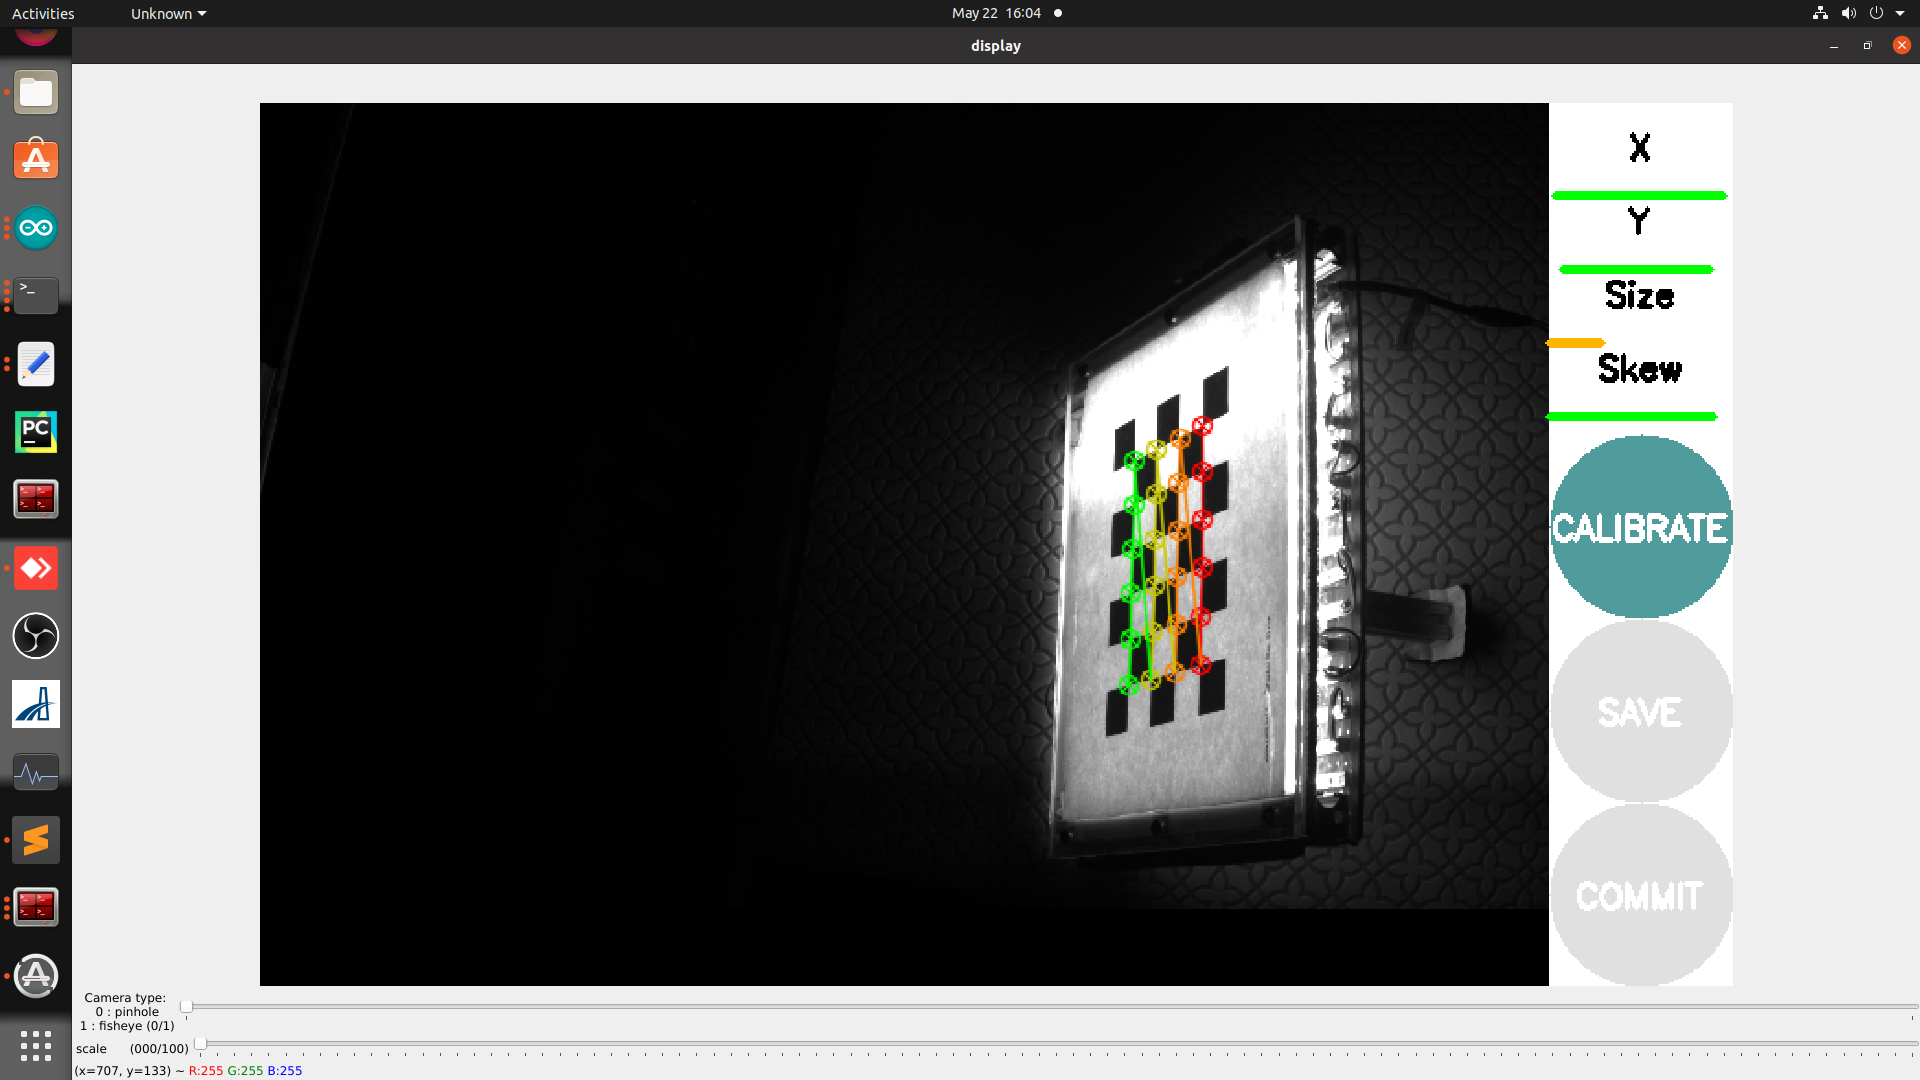 Activities
Unknown
May 22 16:04
display
X
Y
Size
Skew
CALIBRATE
SAVE
COMMIT
PC
Camera type:
0 : pinhole
1 : fisheye (0/1)
scale (000/100)
(x=707, y=133) ~ R:255 G:255 B:255